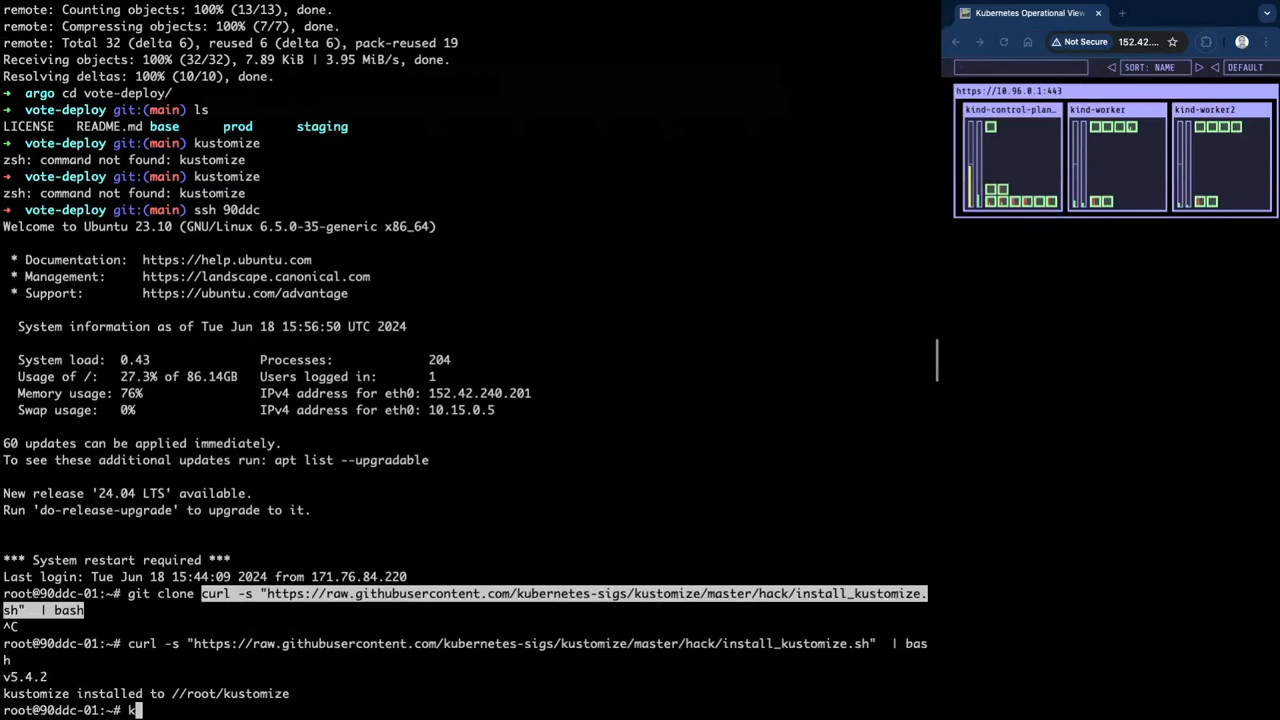 remote: Counting objects: 100% (13/13), done.
remote: Compressing objects: 100% (7/7), done.
remote: Total 32 (delta 6), reused 6 (delta 6), pack-reused 19
Receiving objects: 100% (32/32), 7.89 KiB | 3.95 MiB/s, done.
Resolving deltas: 100% (10/10), done.
→ argo cd vote-deploy/
→ vote-deploy git:(main) ls
LICENSE README.md base prod staging
→ vote-deploy git:(main) kustomize
zsh: command not found: kustomize
→ vote-deploy git:(main) kustomize
zsh: command not found: kustomize
→ vote-deploy git:(main) ssh 90ddc
Welcome to Ubuntu 23.10 (GNU/Linux 6.5.0-35-generic x86_64)
* Documentation: https://help.ubuntu.com
* Management: https://landscape.canonical.com
* Support: https://ubuntu.com/advantage
System information as of Tue Jun 18 15:56:50 UTC 2024
System load: 0.43 Processes: 204
Usage of /: 27.3% of 86.14GB Users logged in: 1
Memory usage: 76% IPv4 address for eth0: 152.42.240.201
Swap usage: 0% IPv4 address for eth0: 10.15.0.5
60 updates can be applied immediately.
To see these additional updates run: apt list --upgradable
New release '24.04 LTS' available.
Run 'do-release-upgrade' to upgrade to it.
*** System restart required ***
Last login: Tue Jun 18 15:44:09 2024 from 171.76.84.220
root@90ddc-01:~# git clone curl -s "https://raw.githubusercontent.com/kubernetes-sigs/kustomize/master/hack/install_kustomize.
sh" | bash
^C
root@90ddc-01:~# curl -s "https://raw.githubusercontent.com/kubernetes-sigs/kustomize/master/hack/install_kustomize.sh" | bas
h
v5.4.2
kustomize installed to //root/kustomize
root@90ddc-01:~# k
Kubernetes Operational View
Not Secure 152.42....
SORT: NAME DEFAULT
https://10.96.0.1:443
kind-control-plan... kind-worker kind-worker2